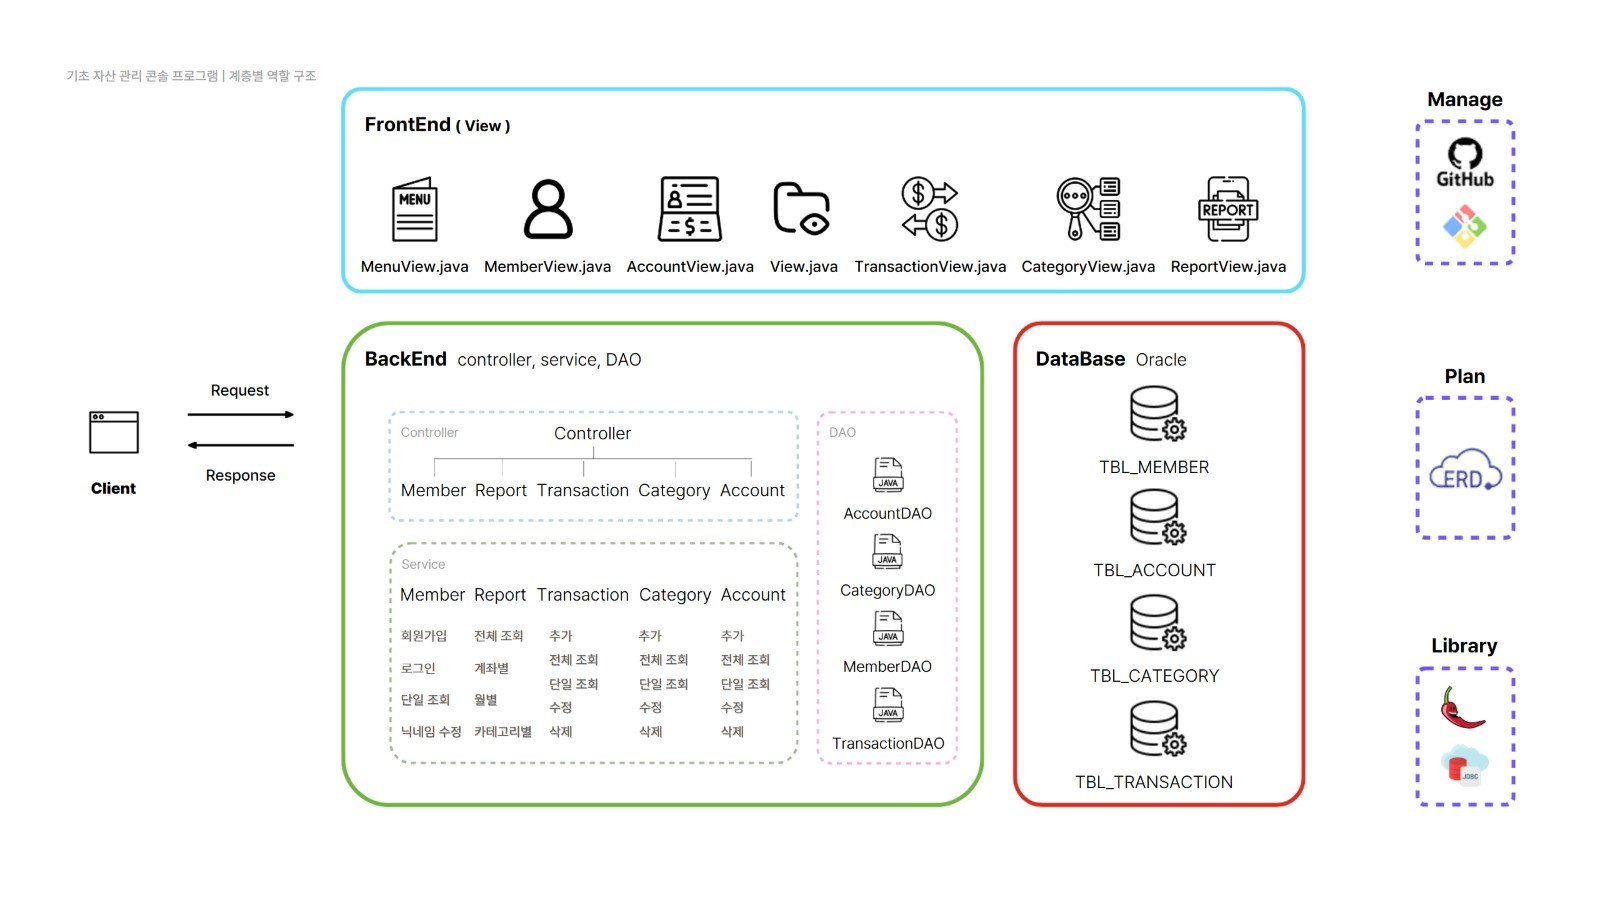 기초 자산 관리 콘솔 프로그램 | 계층별 역할 구조
FrontEnd ( View )
MENU
REPORT
MenuView.java MemberView.java AccountView.java View.java TransactionView.java CategoryView.java ReportView.java
Manage
GitHub
Request
Response
Client
BackEnd controller, service, DAO
Controller
Controller
Member Report Transaction Category Account
Service
Member Report Transaction Category Account
회원가입 전체 조회 추가 추가 추가
로그인 계좌별 전체 조회 전체 조회 전체 조회
단일 조회 월별 단일 조회 단일 조회 단일 조회
수정 수정 수정
닉네임 수정 카테고리별 삭제 삭제 삭제
DAO
JAVA
AccountDAO
JAVA
CategoryDAO
JAVA
MemberDAO
JAVA
TransactionDAO
DataBase Oracle
TBL_MEMBER
TBL_ACCOUNT
TBL_CATEGORY
TBL_TRANSACTION
Plan
ERD
Library
JDBC